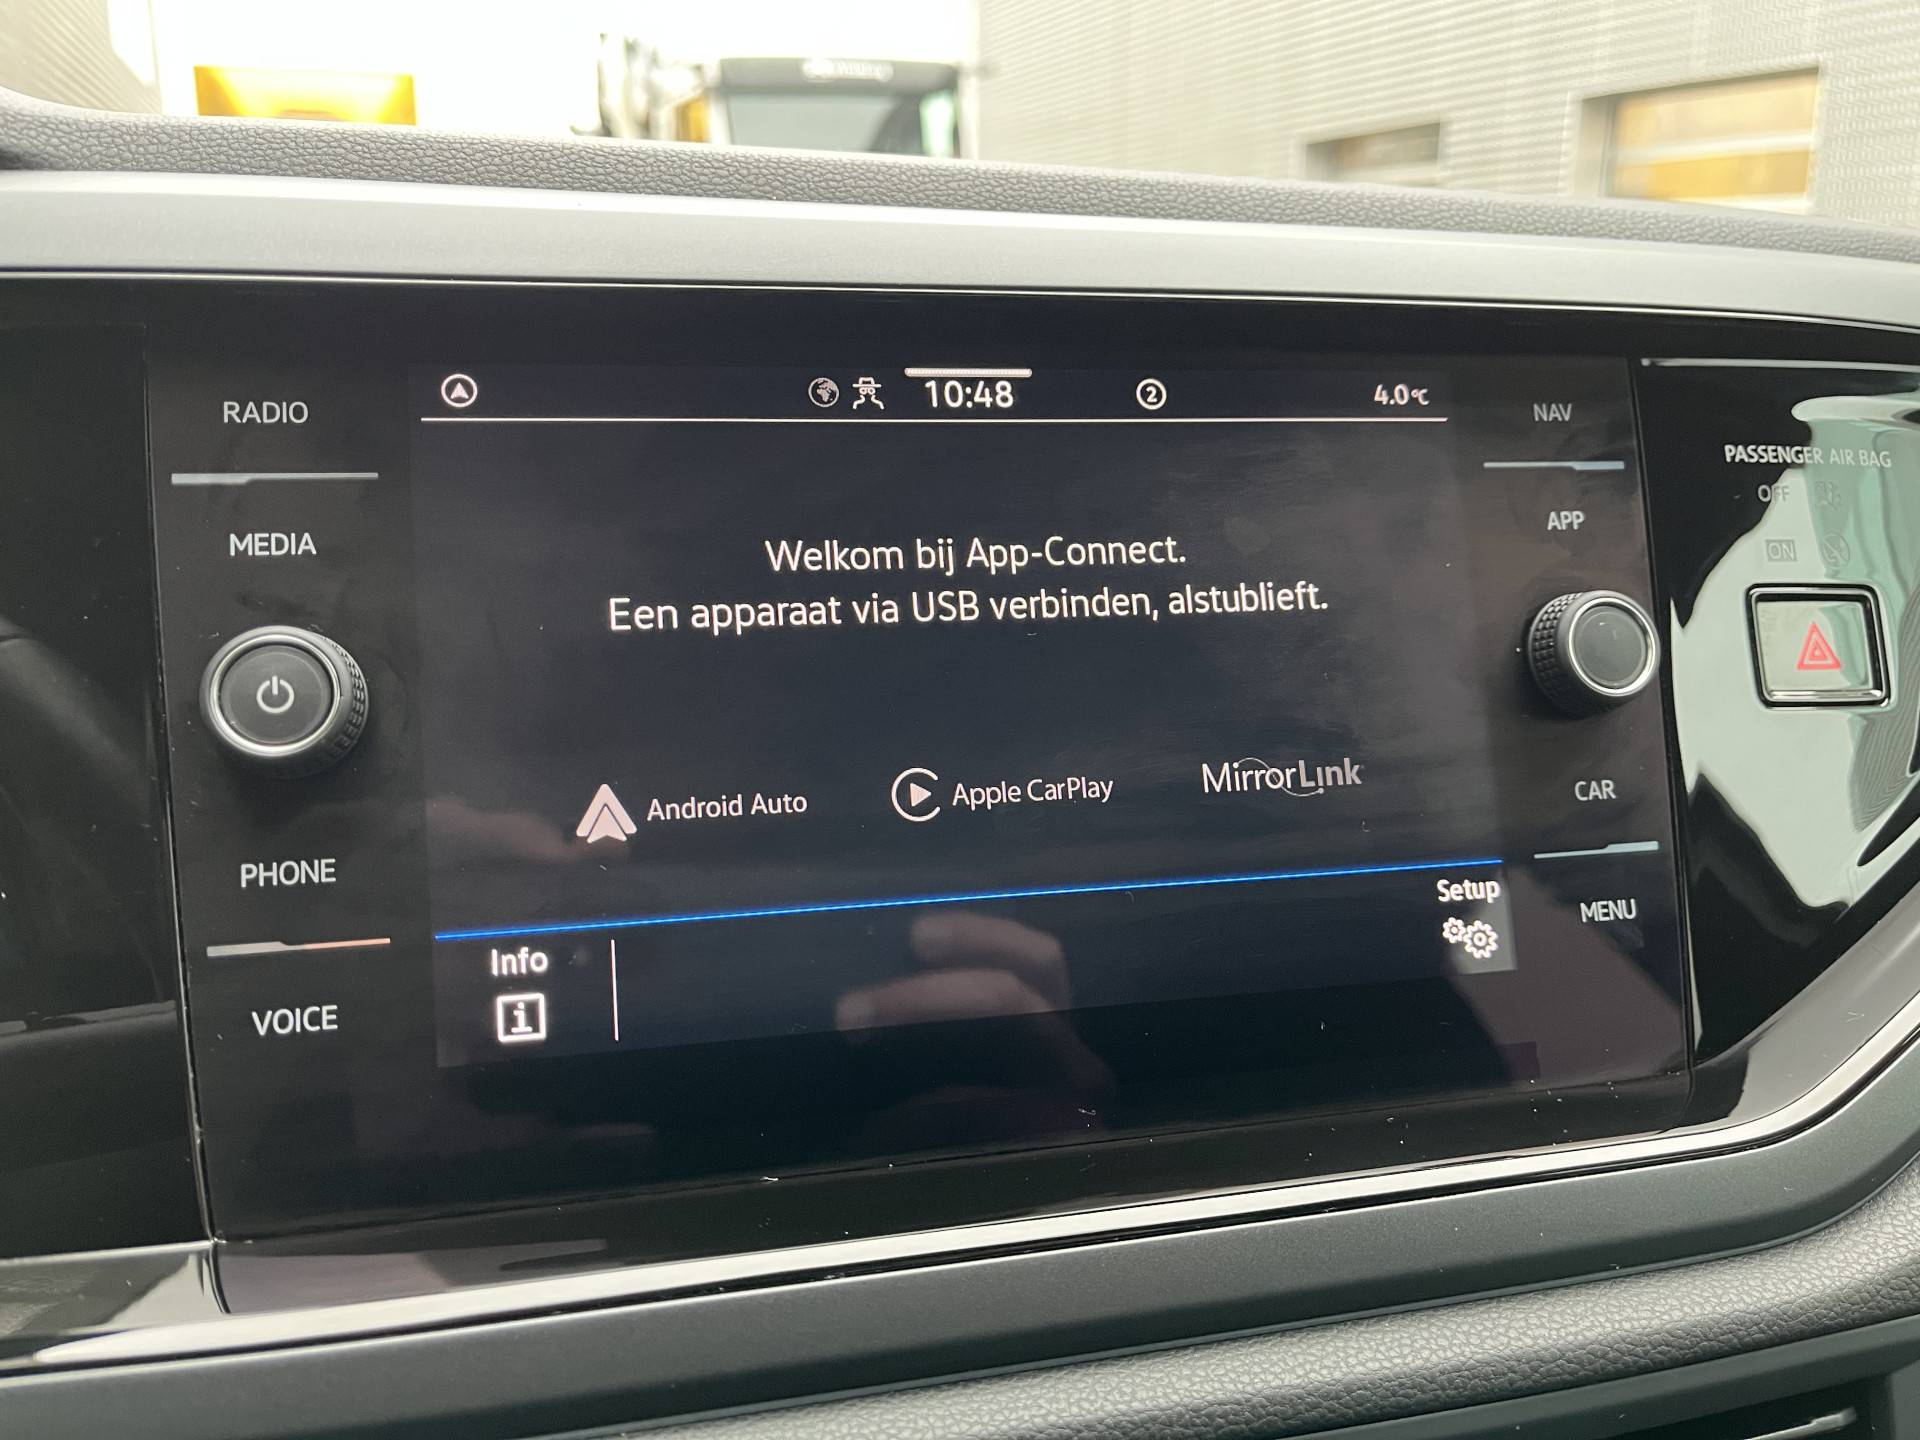 RADIO
MEDIA
PHONE
VOICE
10:48
2
4.0°C
Welkom bij App-Connect.
Een apparaat via USB verbinden, alstublieft.
Android Auto
Apple CarPlay
MirrorLink
Info
i
Setup
NAV
APP
CAR
MENU
PASSENGER AIR BAG
OFF
ON